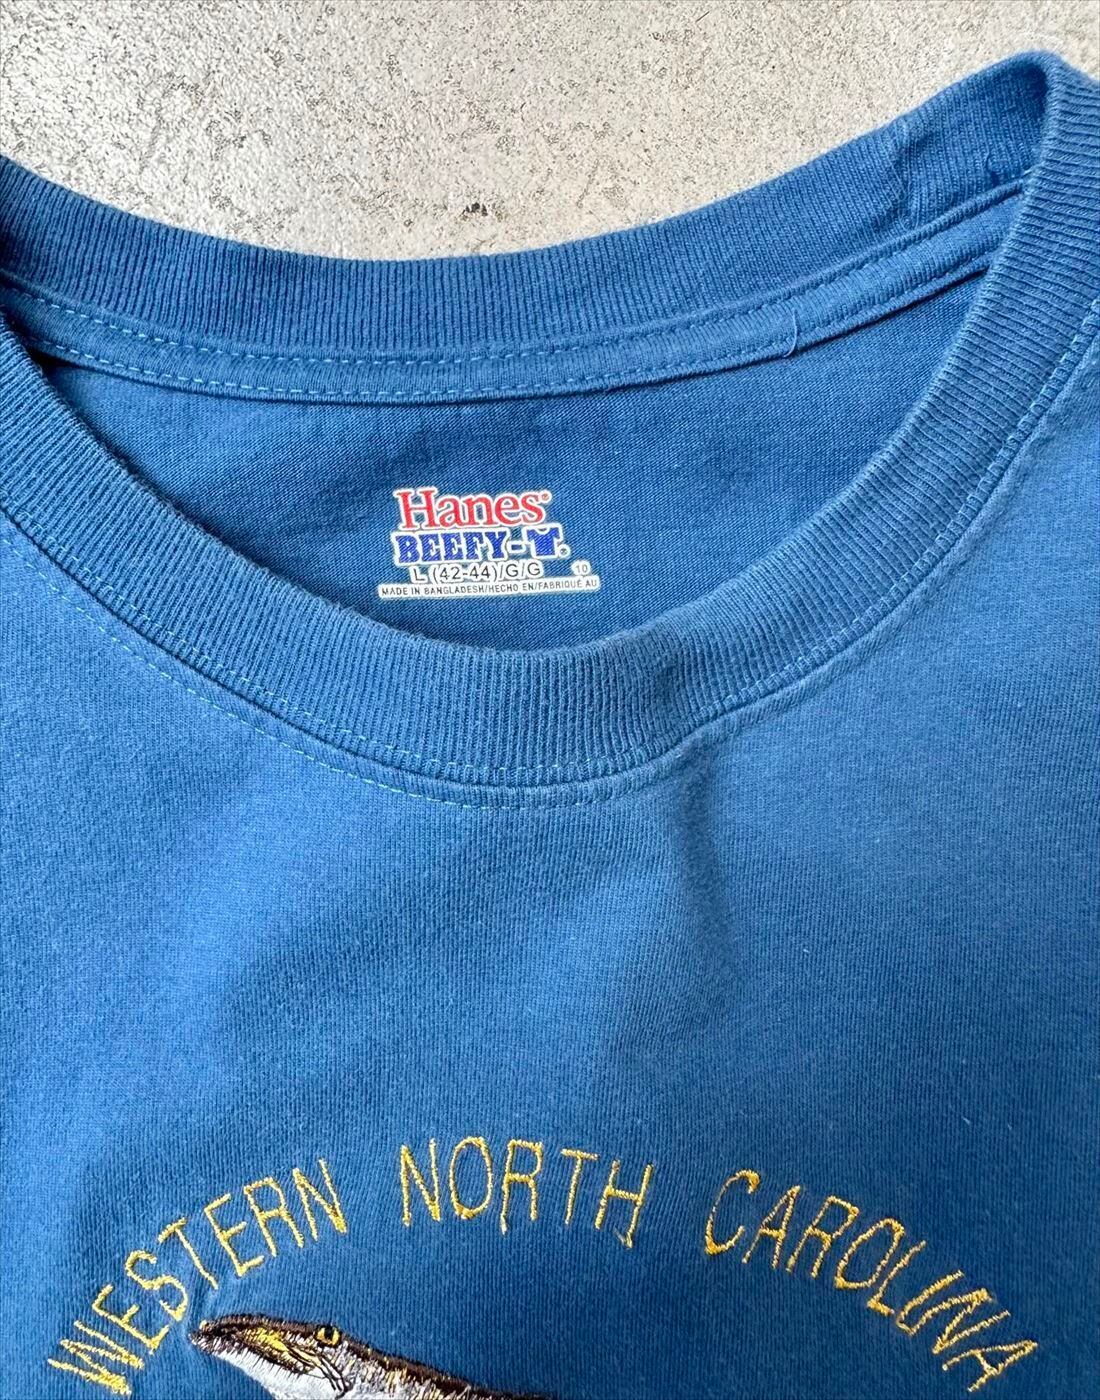 Hanes®
BEEFY-T®
L (42-44)/G/G 10
MADE IN BANGLADESH/HECHO EN/FABRIQUÉ AU
WESTERN NORTH CAROLINA